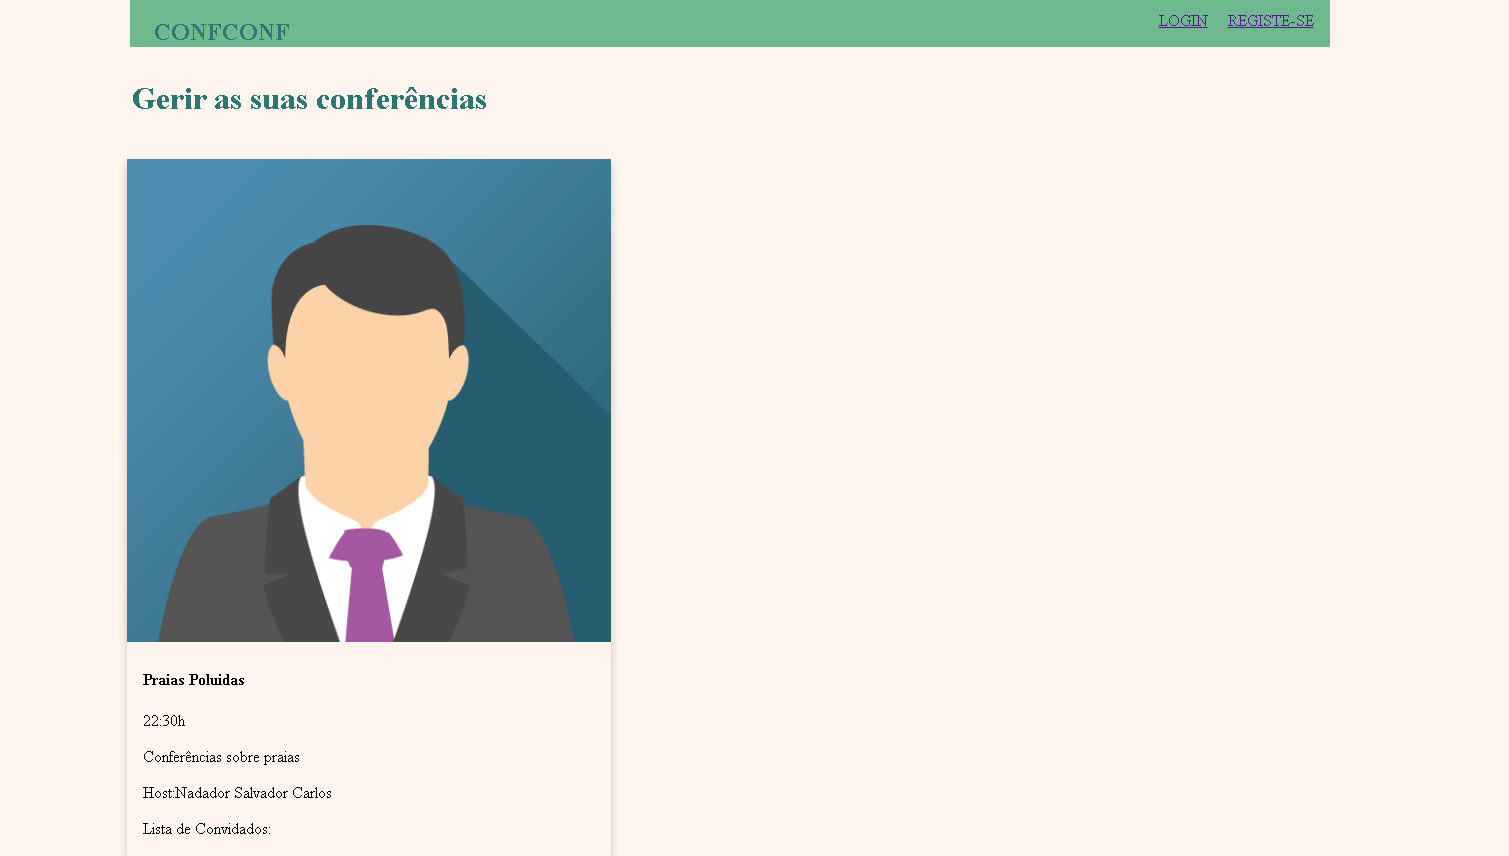 CONFCONF
LOGIN REGISTE-SE
Gerir as suas conferências
Praias Poluidas
22:30h
Conferências sobre praias
Host:Nadador Salvador Carlos
Lista de Convidados: